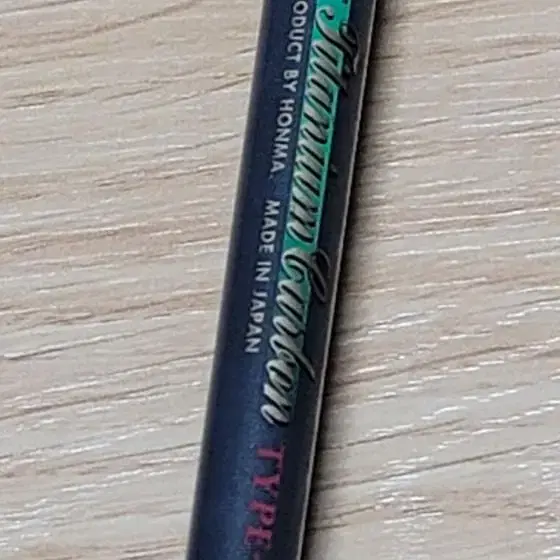 Titanium Carbon TYPE-
ODUCT BY HONMA. MADE IN JAPAN